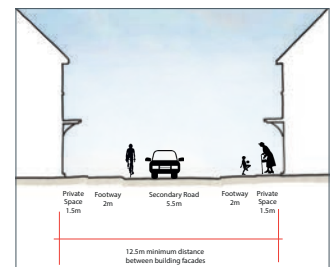 Private Space 1.5m
Footway 2m
Secondary Road 5.5m
Footway 2m
Private Space 1.5m
12.5m minimum distance
between building facades